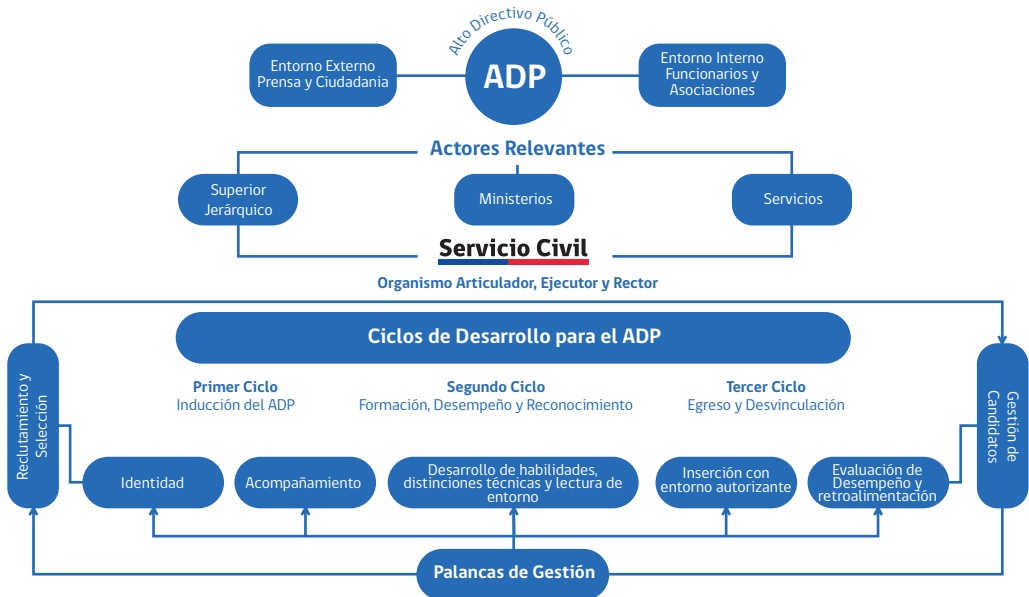 Alto Directivo Público
ADP
Entorno Externo
Prensa y Ciudadania
Entorno Interno
Funcionarios y
Asociaciones
Actores Relevantes
Superior
Jerárquico
Ministerios
Servicios
Servicio Civil
Organismo Articulador, Ejecutor y Rector
Ciclos de Desarrollo para el ADP
Reclutamiento y
Selección
Primer Ciclo
Inducción del ADP
Segundo Ciclo
Formación, Desempeño y Reconocimiento
Tercer Ciclo
Egreso y Desvinculación
Gestión de
Candidatos
Identidad
Acompañamiento
Desarrollo de habilidades,
distinciones técnicas y lectura de
entorno
Inserción con
entorno autorizante
Evaluación de
Desempeño y
retroalimentación
Palancas de Gestión